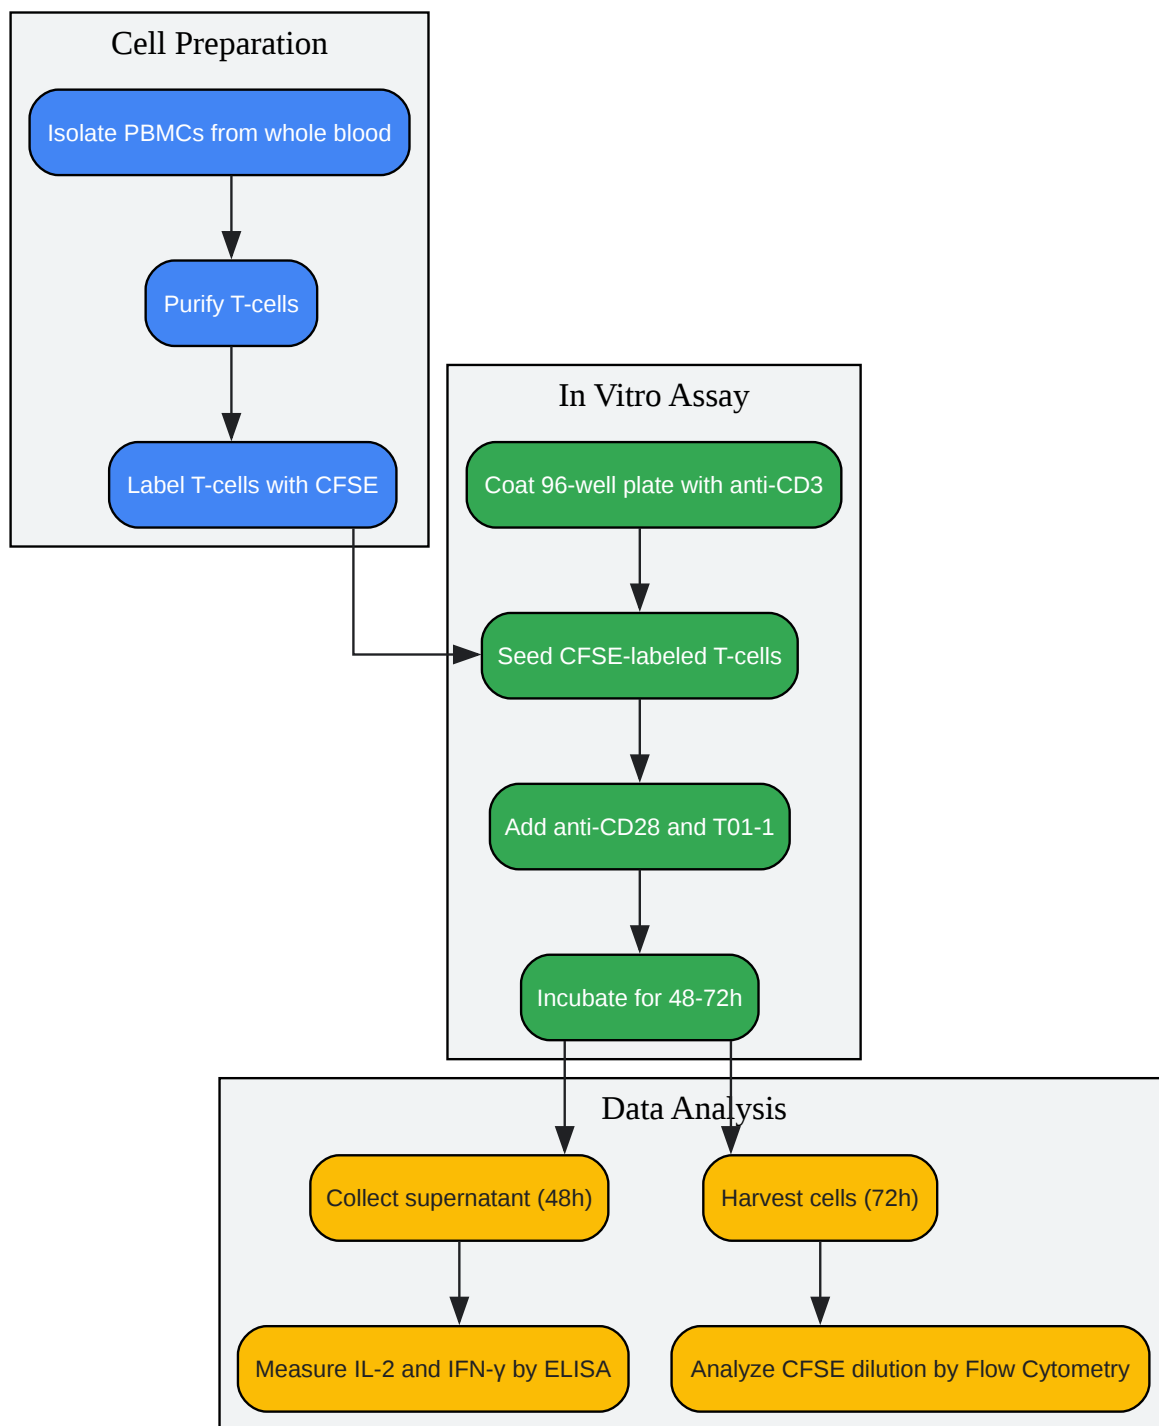 Cell Preparation
Isolate PBMCs from whole blood
Purify T-cells
Label T-cells with CFSE
In Vitro Assay
Coat 96-well plate with anti-CD3
Seed CFSE-labeled T-cells
Add anti-CD28 and T01-1
Incubate for 48-72h
Data Analysis
Collect supernatant (48h)
Harvest cells (72h)
Measure IL-2 and IFN-γ by ELISA
Analyze CFSE dilution by Flow Cytometry